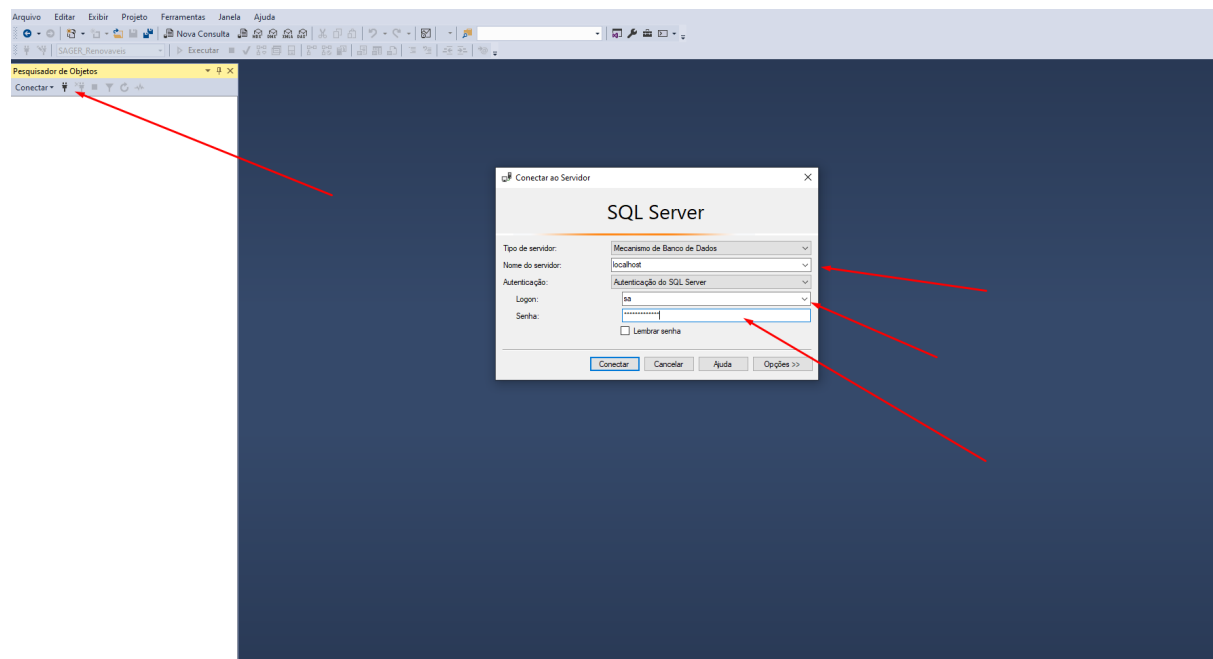 Arquivo Editar Exibir Projeto Ferramentas Janela Ajuda
Nova Consulta
SAGER_Renovaveis Executar
Pesquisador de Objetos
Conectar
Conectar ao Servidor
SQL Server
Tipo de servidor: Mecanismo de Banco de Dados
Nome do servidor: localhost
Autenticação: Autenticação do SQL Server
Logon: sa
Senha: *************
Lembrar senha
Conectar Cancelar Ajuda Opções >>